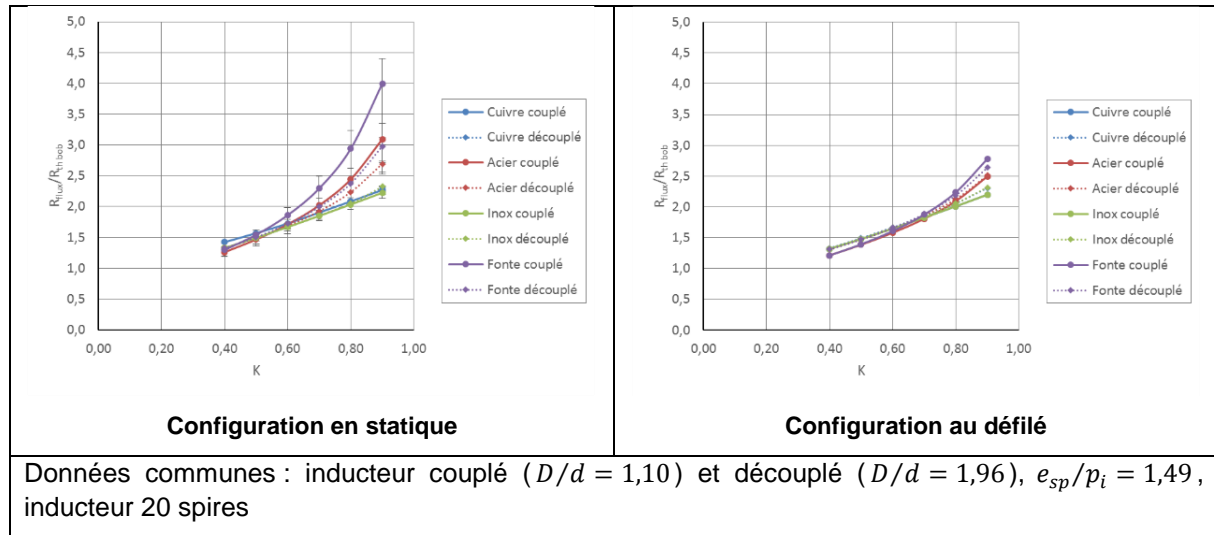 5,0
4,5
4,0
3,5
3,0
2,5
2,0
1,5
1,0
0,5
0,0
R_flux/R_th bob
0,00 0,20 0,40 0,60 0,80 1,00
K
Cuivre couplé
Cuivre découplé
Acier couplé
Acier découplé
Inox couplé
Inox découplé
Fonte couplé
Fonte découplé
Configuration en statique
5,0
4,5
4,0
3,5
3,0
2,5
2,0
1,5
1,0
0,5
0,0
R_flux/R_th bob
0,00 0,20 0,40 0,60 0,80 1,00
K
Cuivre couplé
Cuivre découplé
Acier couplé
Acier découplé
Inox couplé
Inox découplé
Fonte couplé
Fonte découplé
Configuration au défilé
Données communes : inducteur couplé (D/d = 1,10) et découplé (D/d = 1,96), e_sp/p_i = 1,49,
inducteur 20 spires